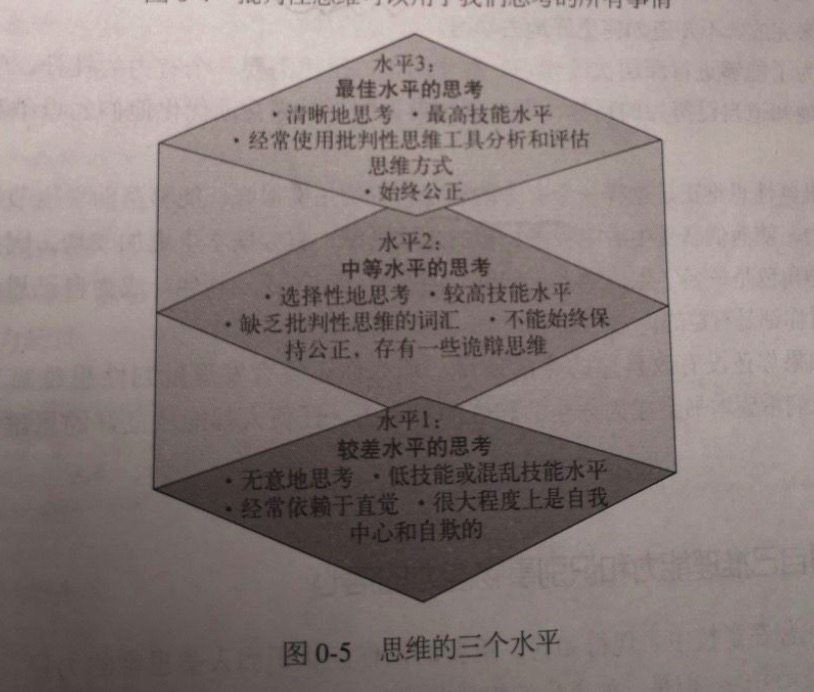 水平3：
最佳水平的思考
·清晰地思考 ·最高技能水平
·经常使用批判性思维工具分析和评估
思维方式
·始终公正
水平2：
中等水平的思考
·选择性地思考 ·较高技能水平
·缺乏批判性思维的词汇 ·不能始终保
持公正，存有一些诡辩思维
水平1：
较差水平的思考
·无意地思考 ·低技能或混乱技能水平
·经常依赖于直觉 ·很大程度上是自我
中心和自欺的
图 0-5 思维的三个水平